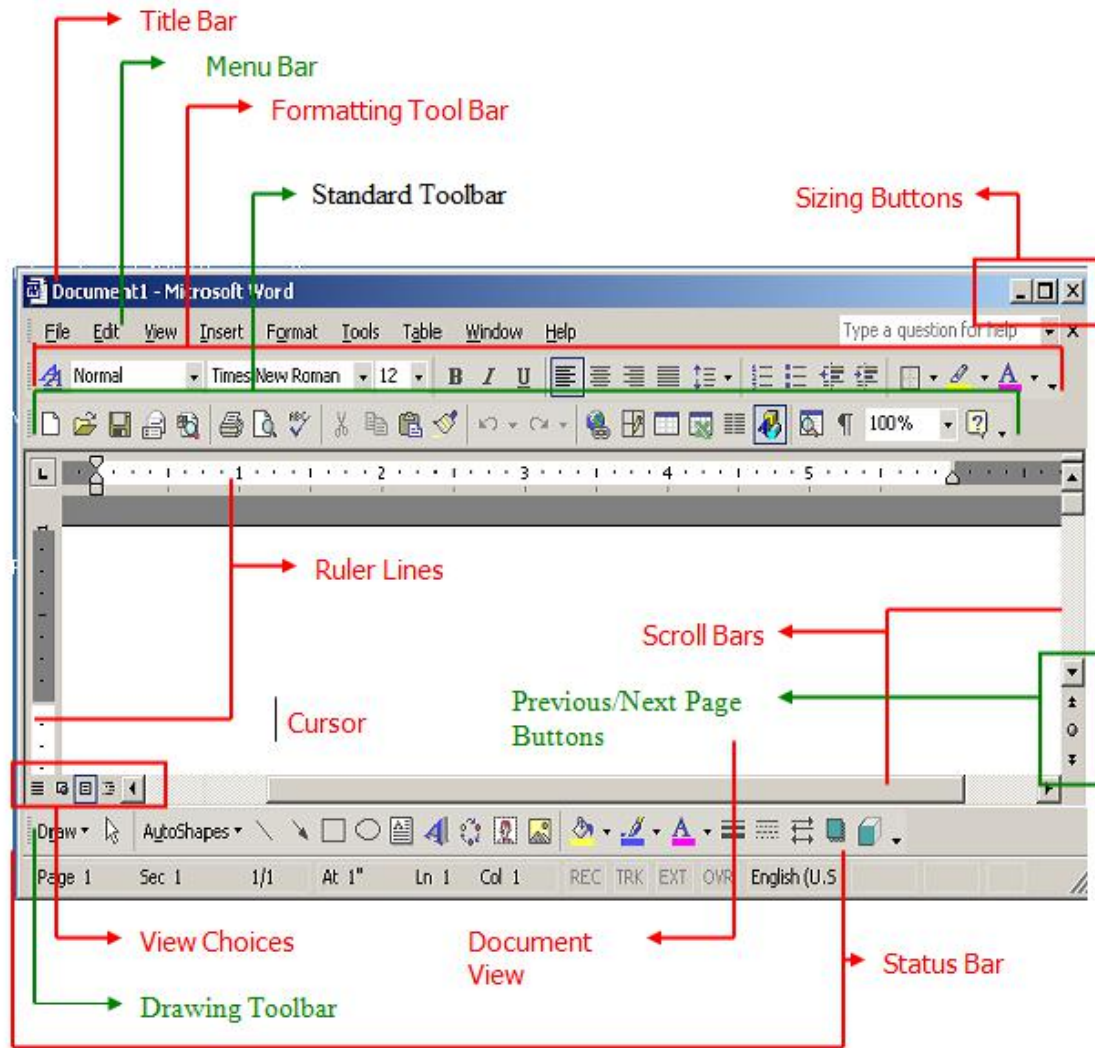 Title Bar
Menu Bar
Formatting Tool Bar
Standard Toolbar
Sizing Buttons
Document1 - Microsoft Word
File Edit View Insert Format Tools Table Window Help Type a question for help
Normal Times New Roman 12 B I U A
100%
1 2 3 4 5
Ruler Lines
Scroll Bars
Previous/Next Page
Buttons
Cursor
Draw AutoShapes
Page 1 Sec 1 1/1 At 1" Ln 1 Col 1 REC TRK EXT OVR English (U.S
View Choices
Document
View
Status Bar
Drawing Toolbar